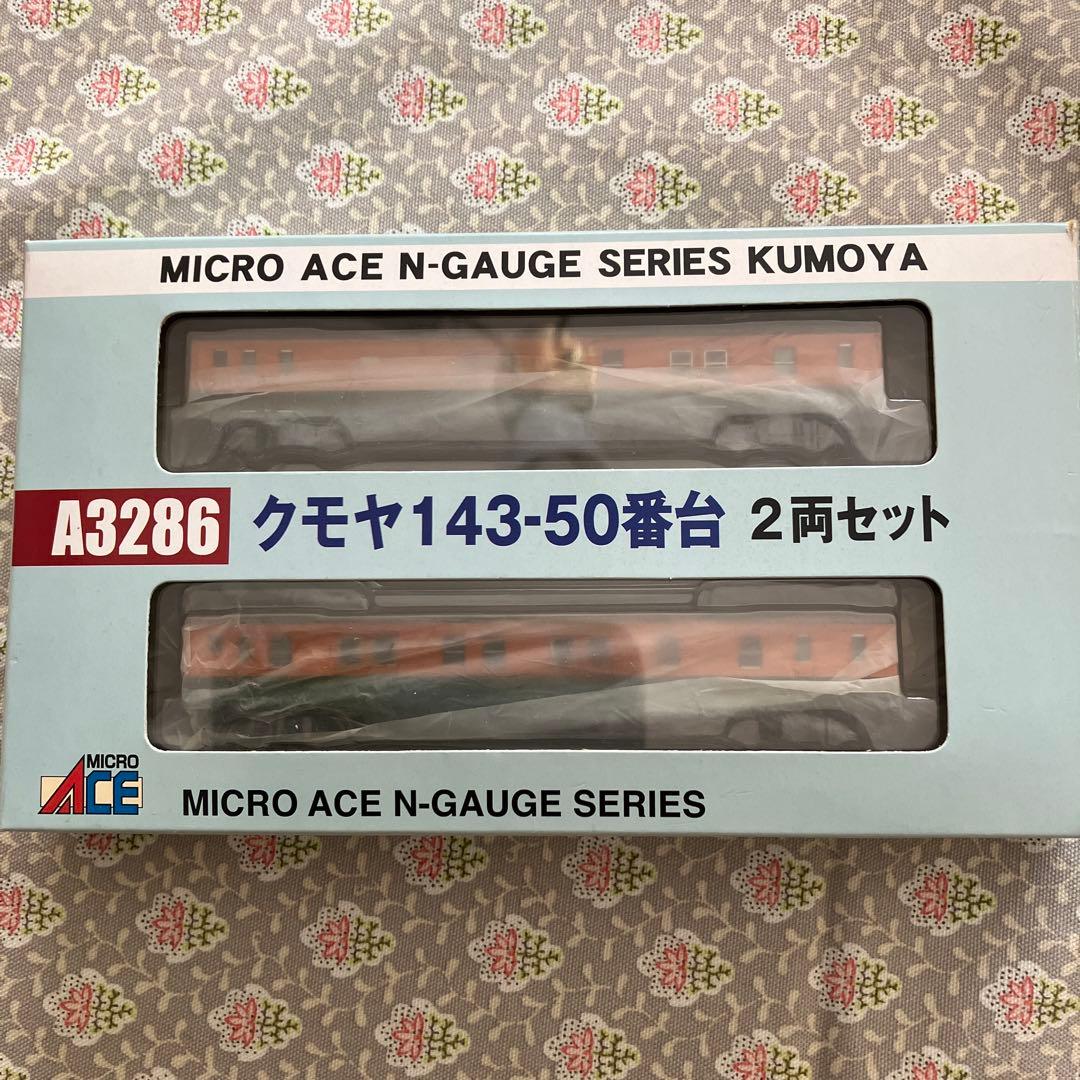 MICRO ACE N-GAUGE SERIES KUMOYA
A3286 クモヤ143-50番台 2両セット
MICRO
ACE
MICRO ACE N-GAUGE SERIES